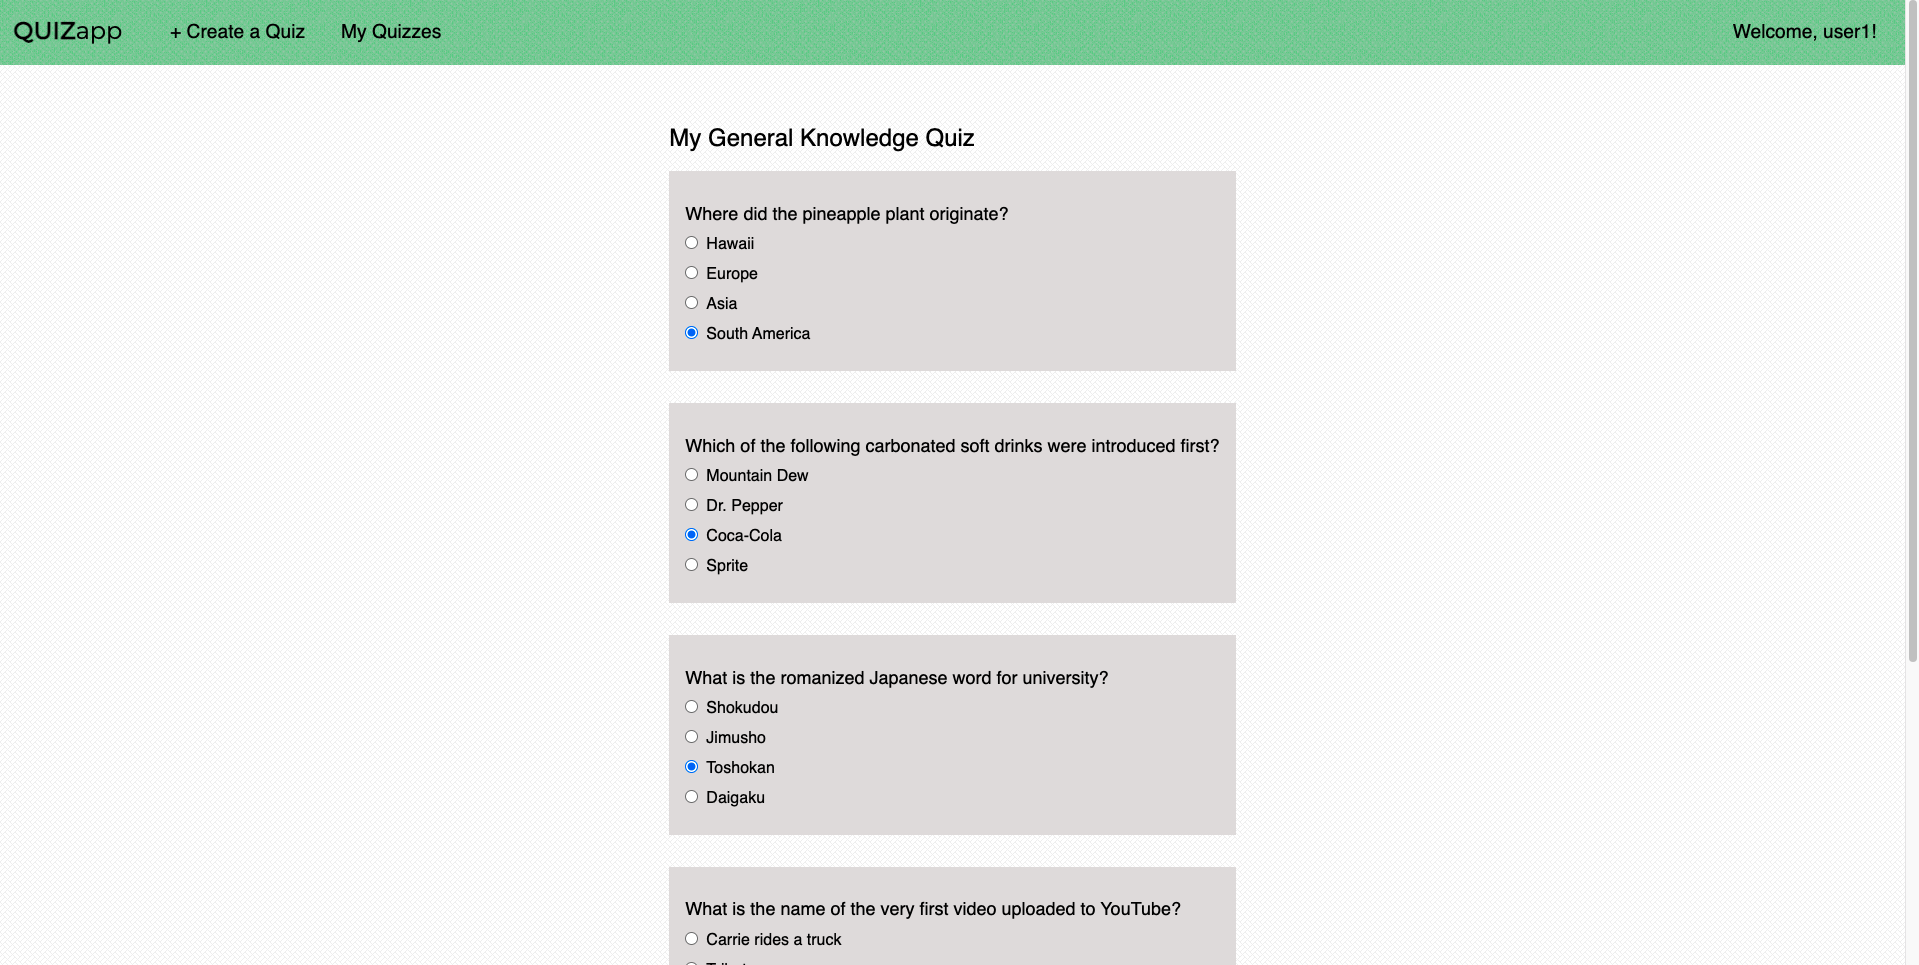 QUIZapp + Create a Quiz My Quizzes Welcome, user1!
My General Knowledge Quiz
Where did the pineapple plant originate?
Hawaii
Europe
Asia
South America
Which of the following carbonated soft drinks were introduced first?
Mountain Dew
Dr. Pepper
Coca-Cola
Sprite
What is the romanized Japanese word for university?
Shokudou
Jimusho
Toshokan
Daigaku
What is the name of the very first video uploaded to YouTube?
Carrie rides a truck